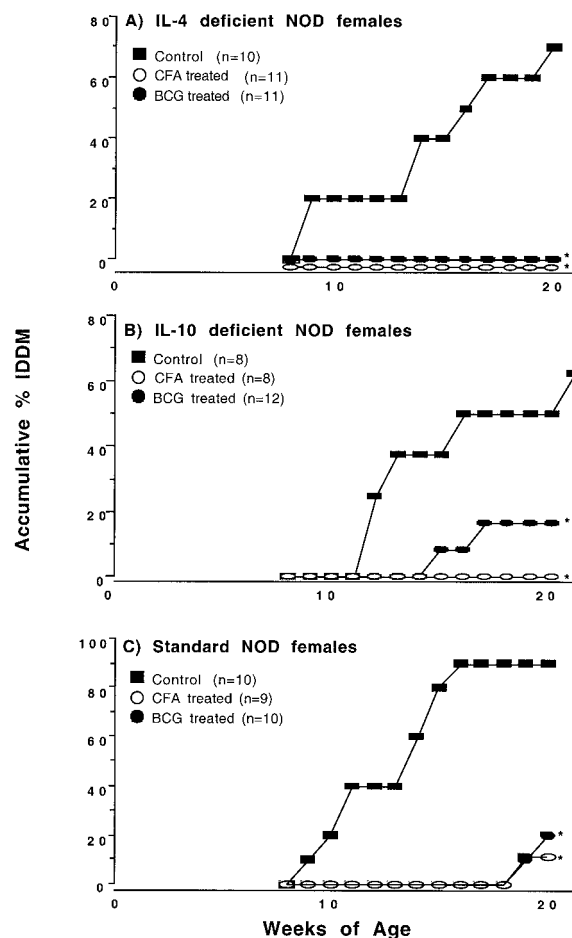 A) IL-4 deficient NOD females
Control (n=10)
CFA treated (n=11)
BCG treated (n=11)
80
60
40
20
0
0
10
20
*
*
B) IL-10 deficient NOD females
Control (n=8)
CFA treated (n=8)
BCG treated (n=12)
80
60
40
20
0
0
10
20
*
*
Accumulative % IDDM
C) Standard NOD females
Control (n=10)
CFA treated (n=9)
BCG treated (n=10)
100
80
60
40
20
0
0
10
20
*
*
Weeks of Age